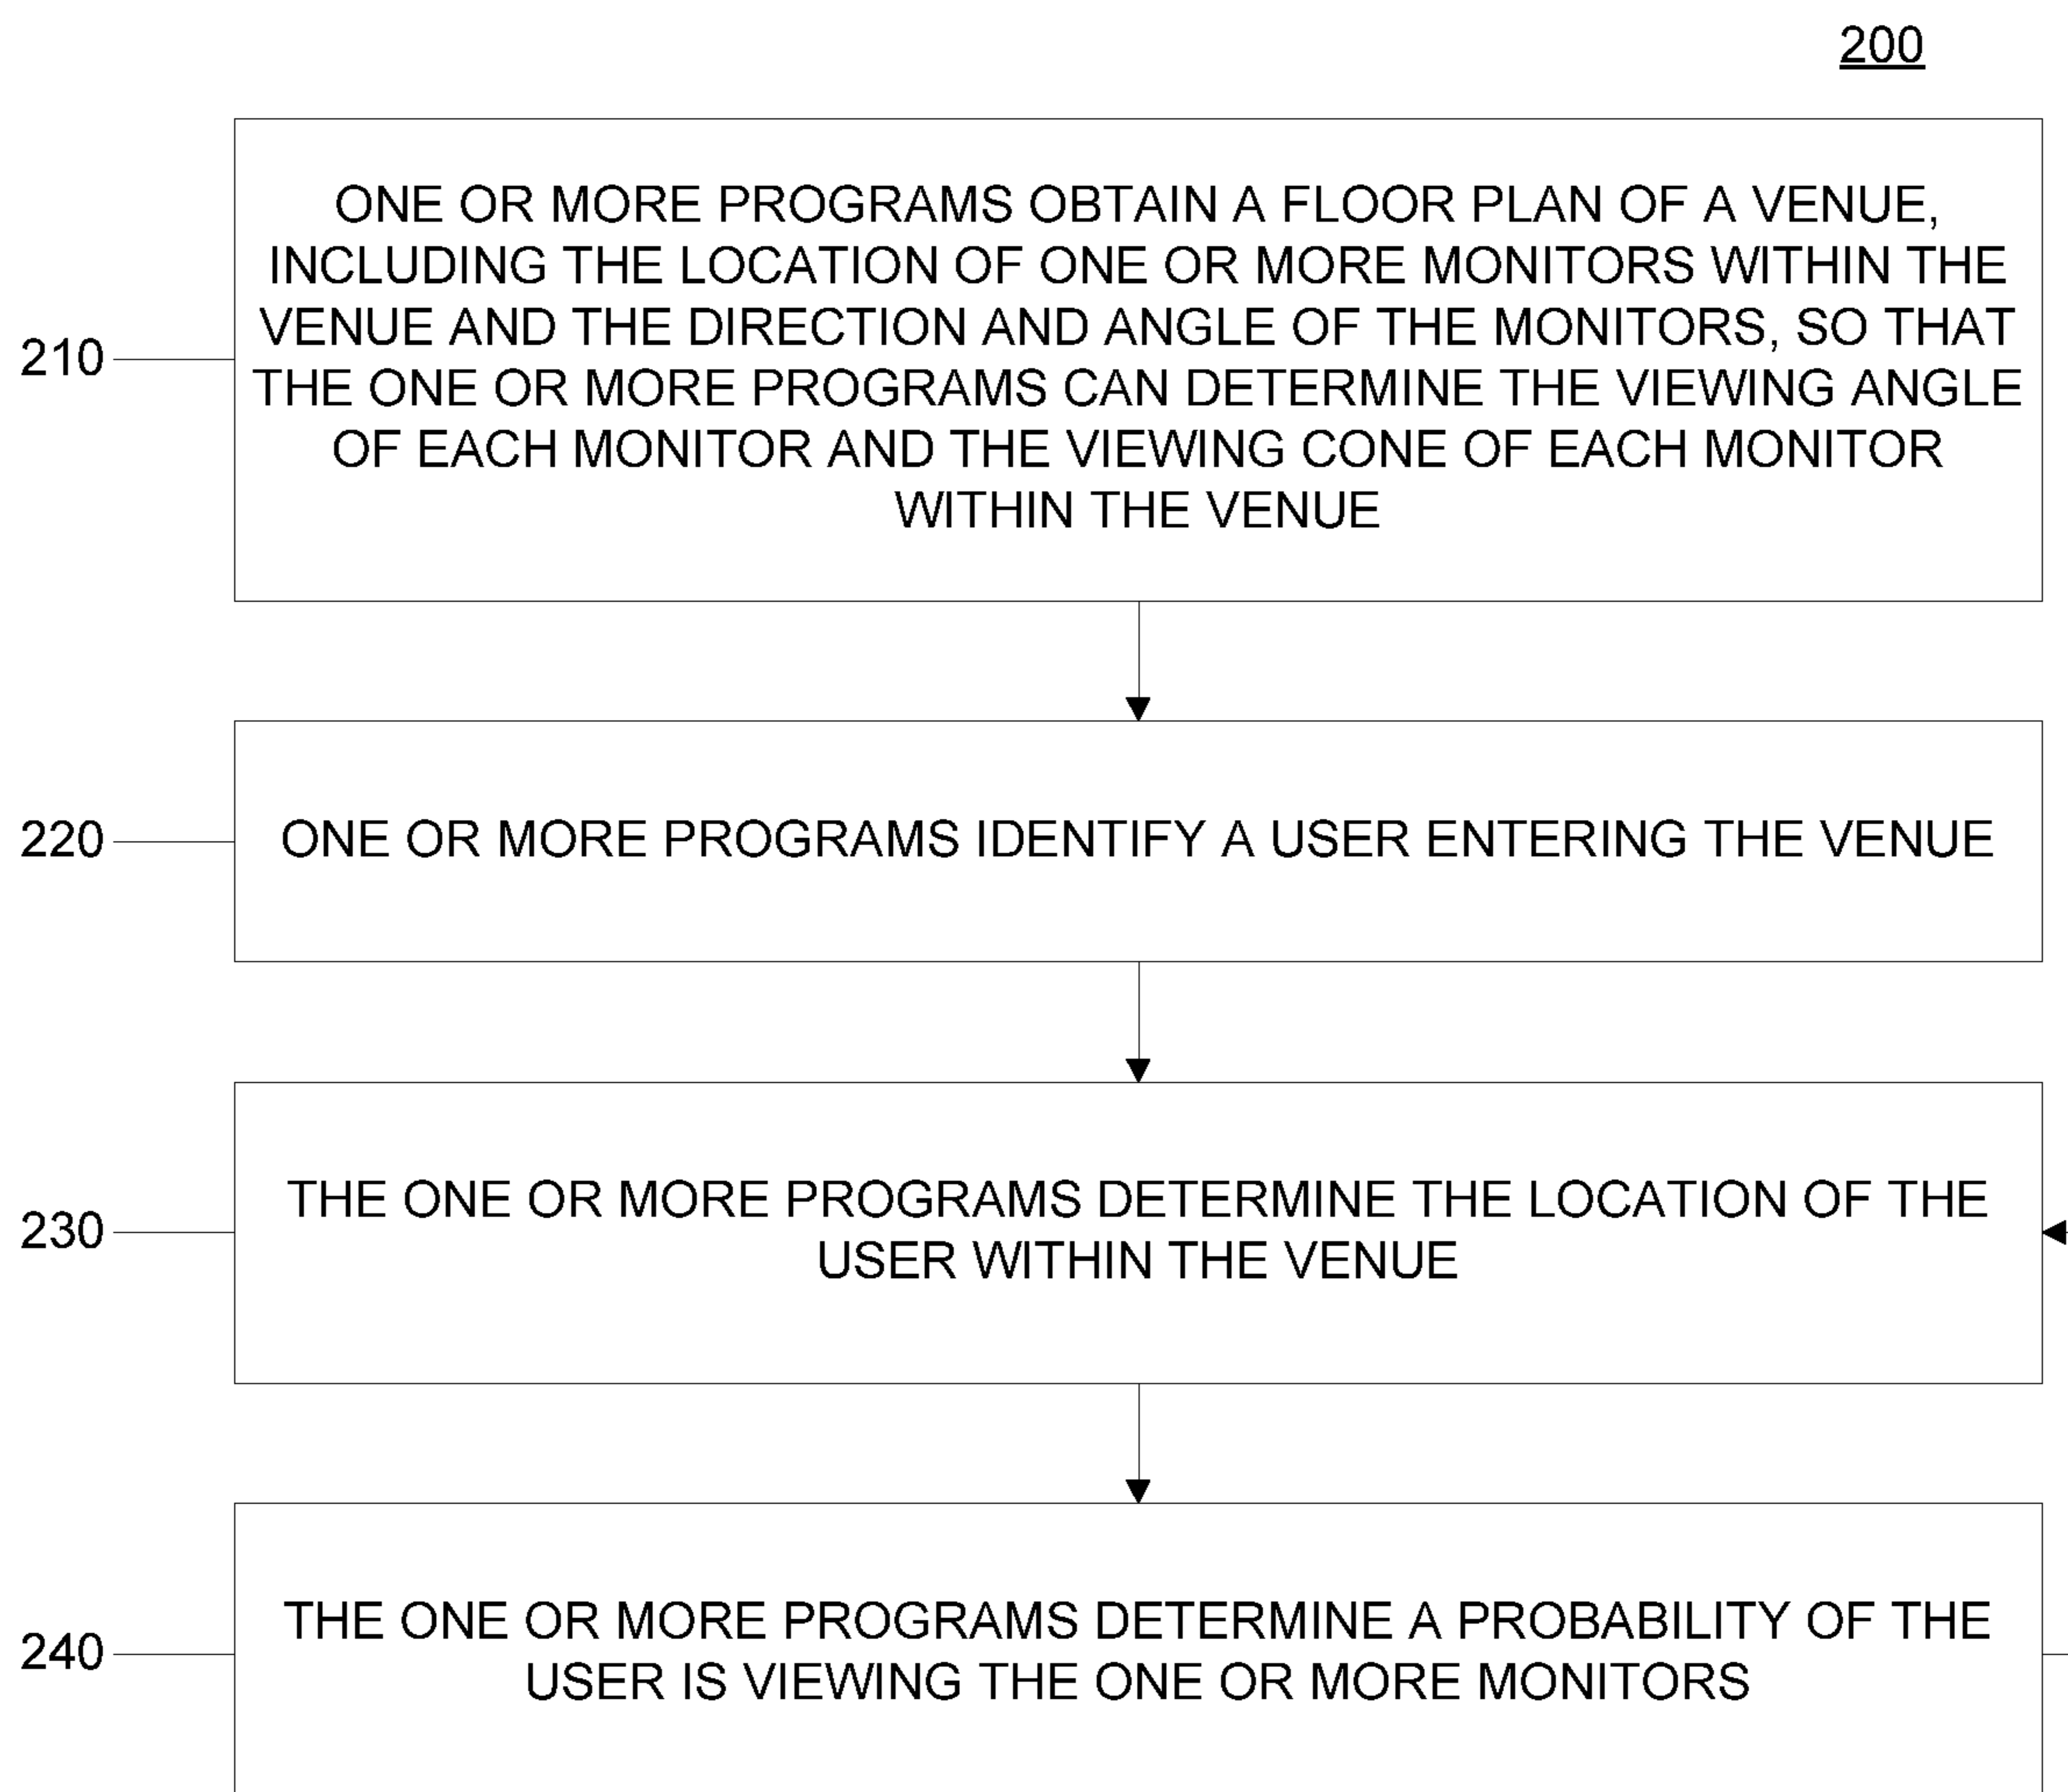 200
ONE OR MORE PROGRAMS OBTAIN A FLOOR PLAN OF A VENUE,
INCLUDING THE LOCATION OF ONE OR MORE MONITORS WITHIN THE
VENUE AND THE DIRECTION AND ANGLE OF THE MONITORS, SO THAT
THE ONE OR MORE PROGRAMS CAN DETERMINE THE VIEWING ANGLE
OF EACH MONITOR AND THE VIEWING CONE OF EACH MONITOR
WITHIN THE VENUE
210
ONE OR MORE PROGRAMS IDENTIFY A USER ENTERING THE VENUE
220
THE ONE OR MORE PROGRAMS DETERMINE THE LOCATION OF THE
USER WITHIN THE VENUE
230
THE ONE OR MORE PROGRAMS DETERMINE A PROBABILITY OF THE
USER IS VIEWING THE ONE OR MORE MONITORS
240